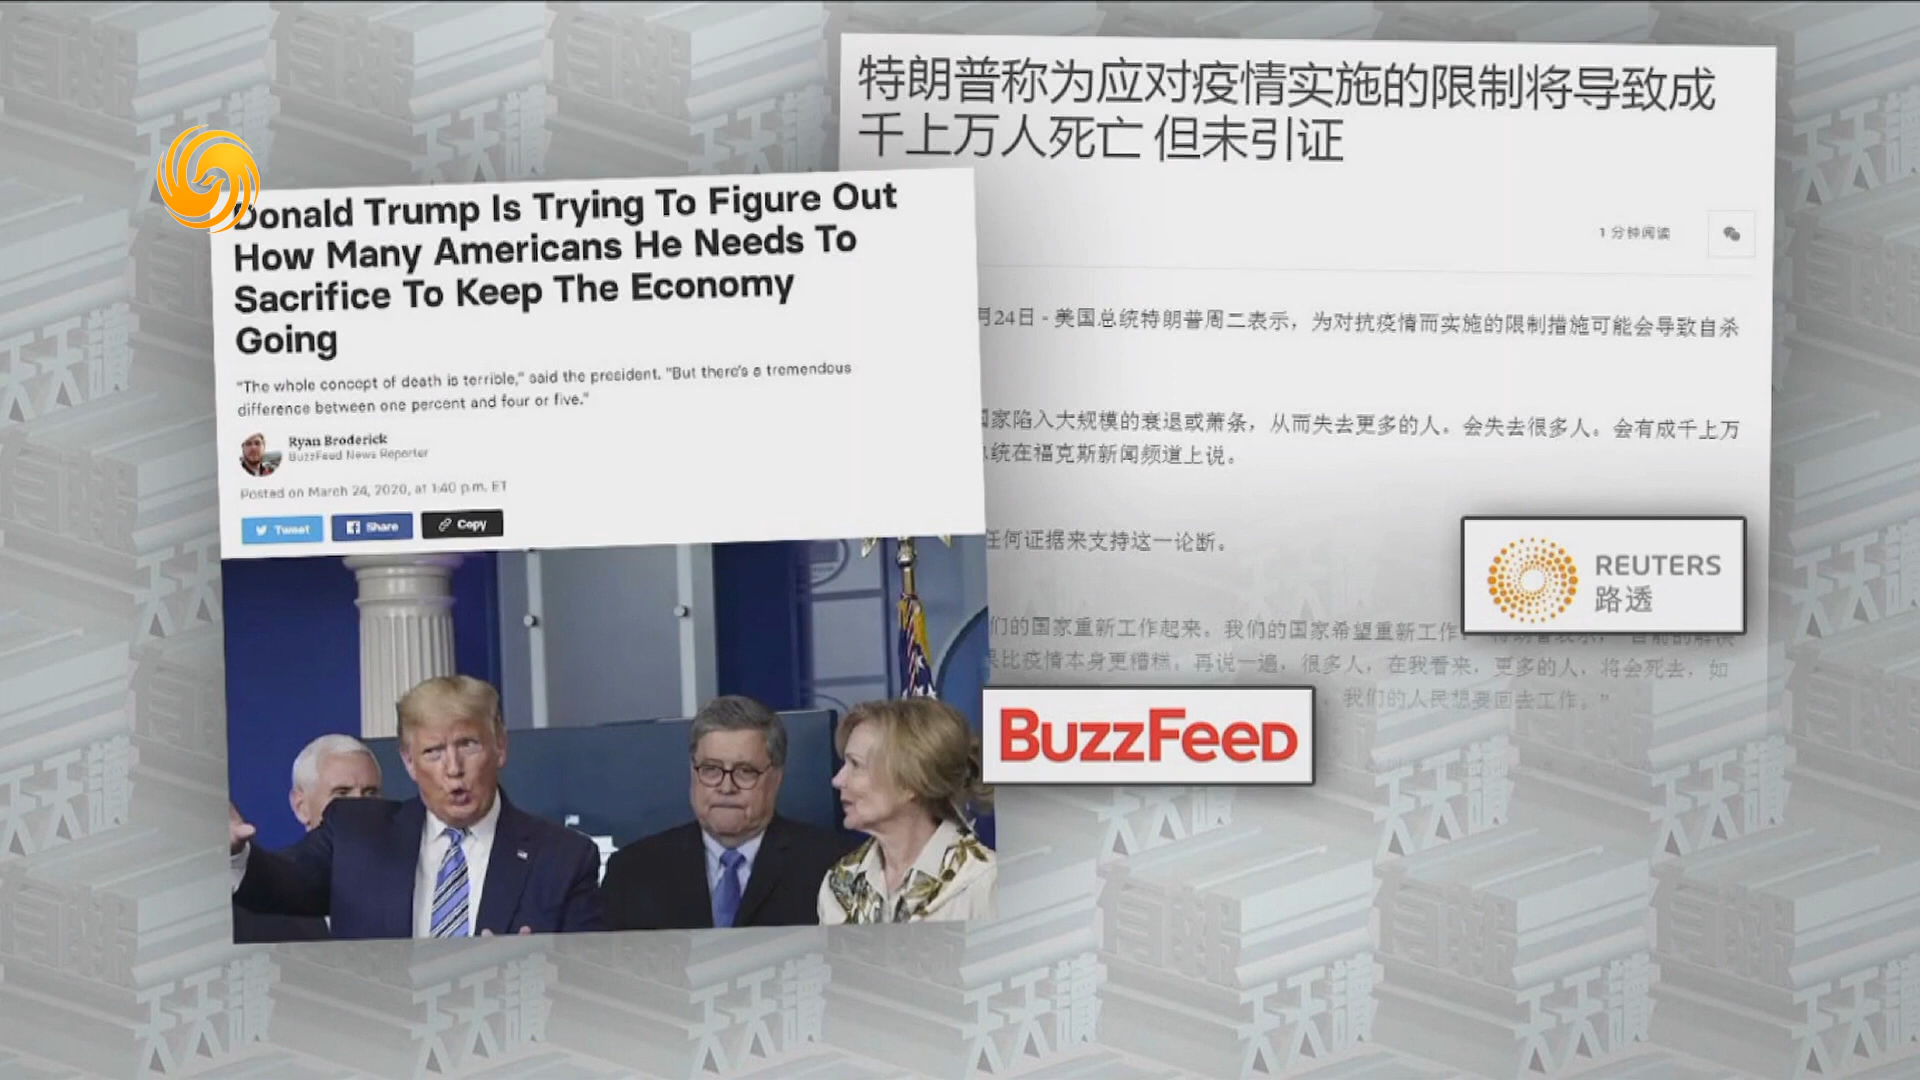 Donald Trump Is Trying To Figure Out
How Many Americans He Needs To
Sacrifice To Keep The Economy
Going
"The whole concept of death is terrible," said the president. "But there's a tremendous
difference between one percent and four or five."
Ryan Broderick
BuzzFeed News Reporter
Posted on March 24, 2020, at 1:40 p.m. ET
Tweet
Share
Copy
BUZZFEED
特朗普称为应对疫情实施的限制将导致成
千上万人死亡 但未引证
1 分钟阅读
月24日 - 美国总统特朗普周二表示，为对抗疫情而实施的限制措施可能会导致自杀
国家陷入大规模的衰退或萧条，从而失去更多的人。会失去很多人。会有成千上万
总统在福克斯新闻频道上说。
任何证据来支持这一论断。
们的国家重新工作起来。我们的国家希望重新工作
果比疫情本身更糟糕。再说一遍，很多人，在我看来，更多的人，将会死去，如
。我们的人民想要回去工作。”
REUTERS
路透
天天讀
有報